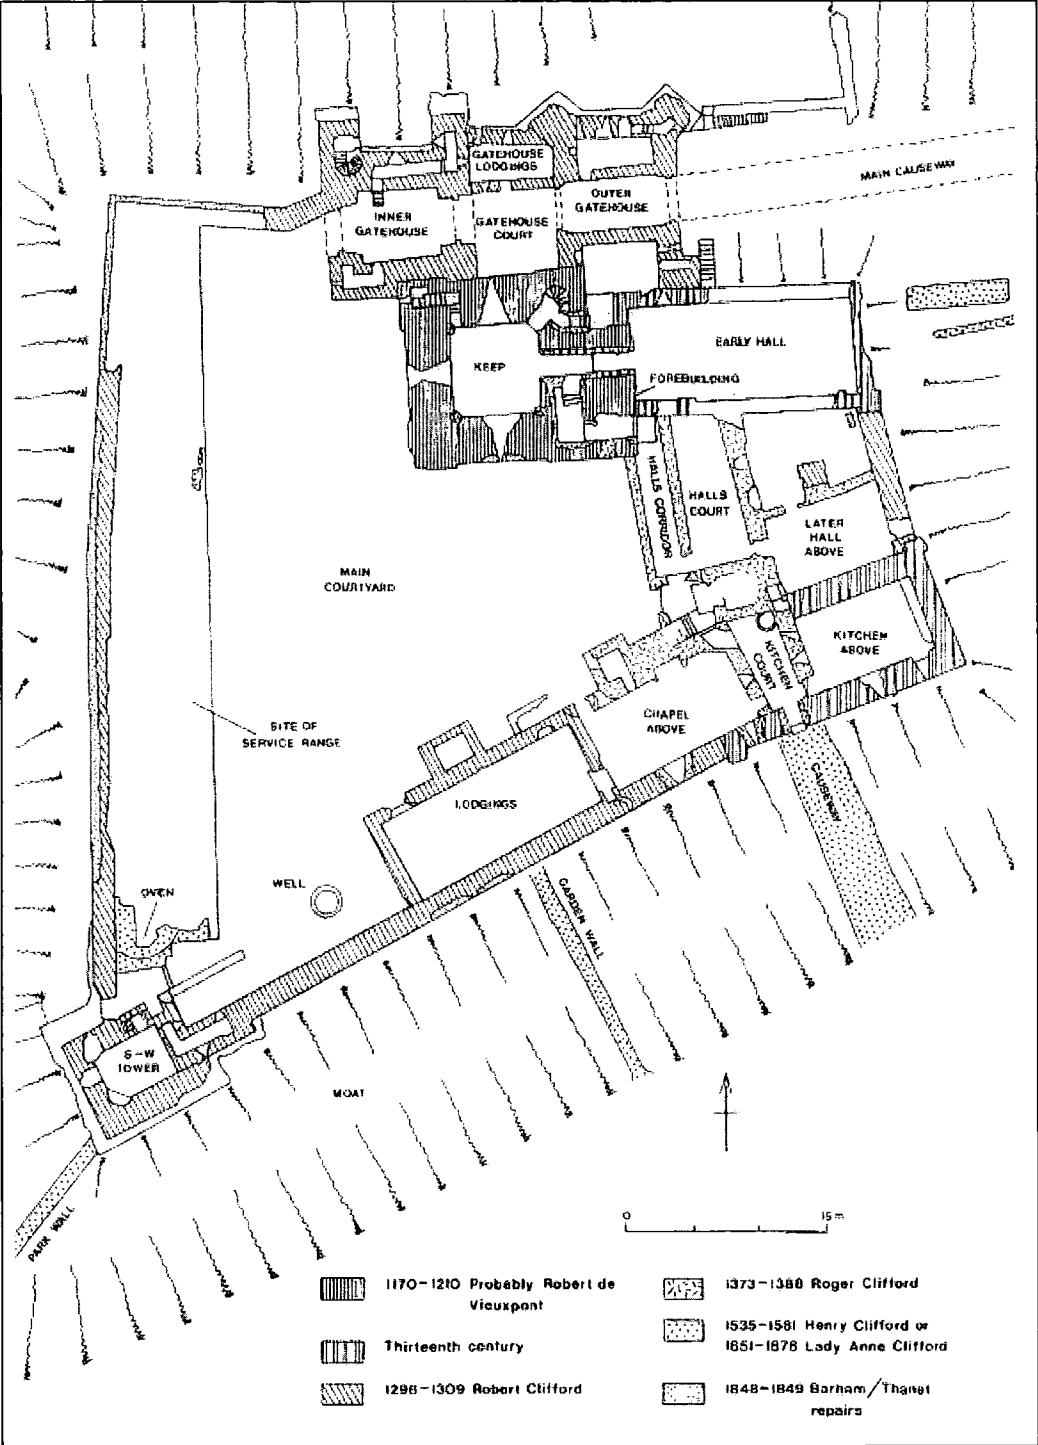 GATEHOUSE
LODGINGS
MAIN CAUSEWAY
OUTER
GATEHOUSE
INNER
GATEHOUSE
GATEHOUSE
COURT
EARLY HALL
KEEP
FOREBUILDING
HALLS CORRIDOR
HALLS
COURT
LATER
HALL
ABOVE
MAIN
COURTYARD
KITCHEN
ABOVE
KITCHEN
COURT
CHAPEL
ABOVE
SITE OF
SERVICE RANGE
CAUSEWAY
LODGINGS
OVEN
WELL
GARDEN WALL
S-W
TOWER
MOAT
PARK WALL
0 15m
1170-1210 Probably Robert de
Vieuxpont
Thirteenth century
1296-1309 Robert Clifford
1373-1388 Roger Clifford
1535-1581 Henry Clifford or
1651-1676 Lady Anne Clifford
1848-1849 Barham/Thanet
repairs